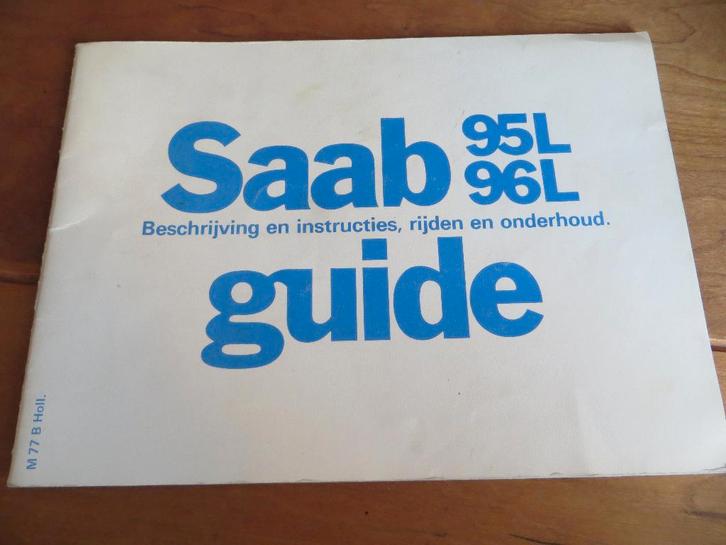 Saab 95L
96L
Beschrijving en instructies, rijden en onderhoud.
guide
M 77 B Holl.